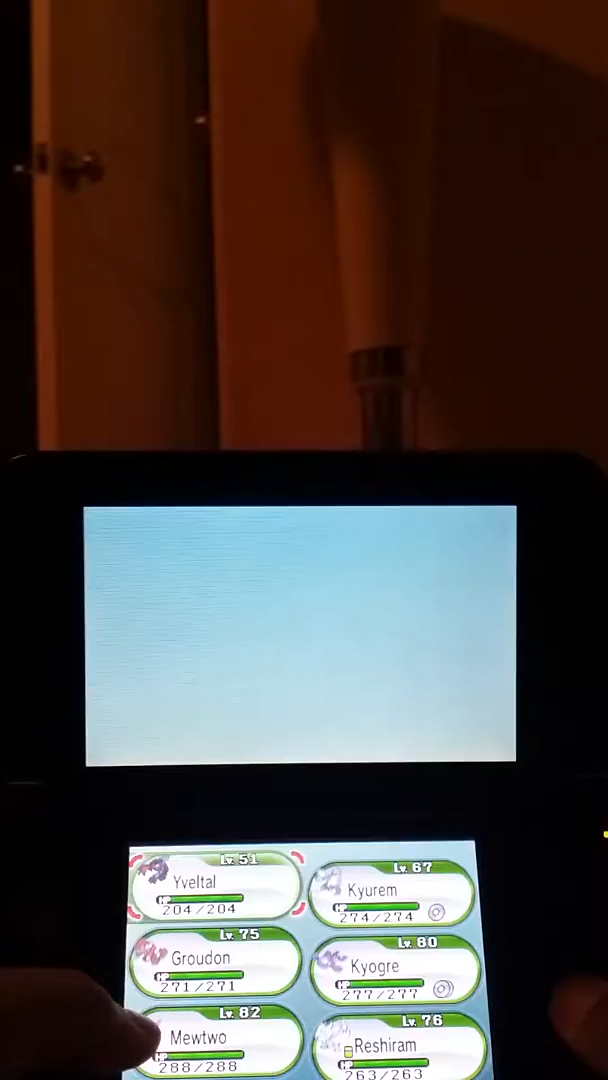 Lv. 51
Yveltal
HP
204/204
Lv. 67
Kyurem
HP
274/274
Lv. 75
Groudon
HP
271/271
Lv. 80
Kyogre
HP
277/277
Lv. 82
Mewtwo
HP
288/288
Lv. 76
Reshiram
HP
263/263